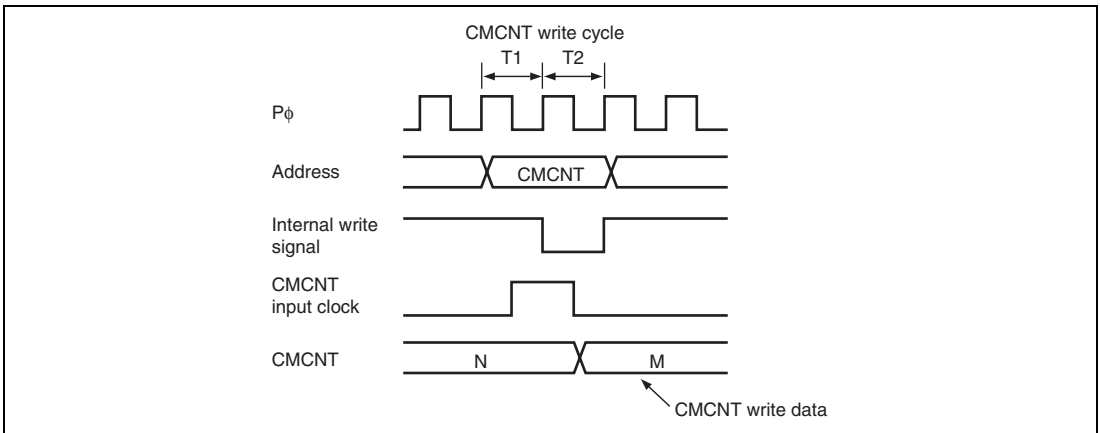 CMCNT write cycle
T1 T2
Pϕ
Address
CMCNT
Internal write
signal
CMCNT
input clock
CMCNT
N
M
CMCNT write data